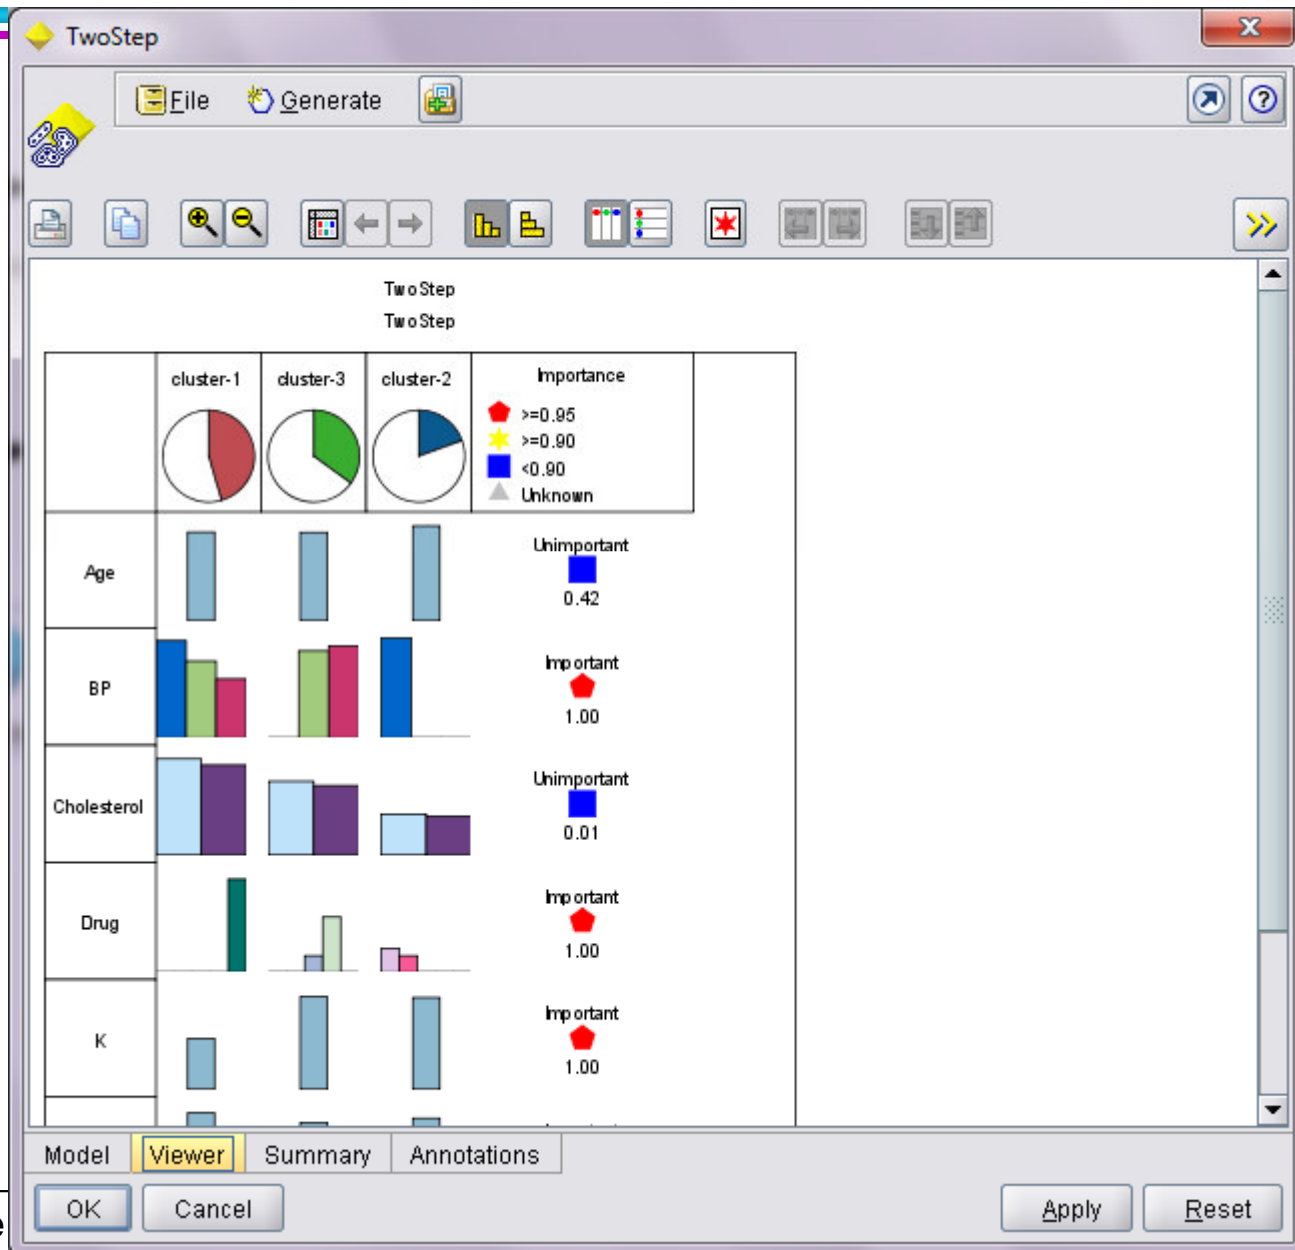 TwoStep
File Generate
TwoStep
TwoStep
cluster-1 cluster-3 cluster-2 Importance
>=0.95
>=0.90
<0.90
Unknown
Age Unimportant
0.42
BP Important
1.00
Cholesterol Unimportant
0.01
Drug Important
1.00
K Important
1.00
Model Viewer Summary Annotations
OK Cancel Apply Reset